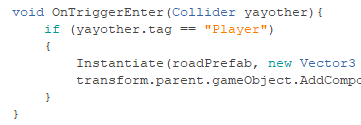 void OnTriggerEnter(Collider yayother){
if (yayother.tag == "Player")
{
Instantiate(roadPrefab, new Vector3
transform.parent.gameObject.AddCompo
}
}